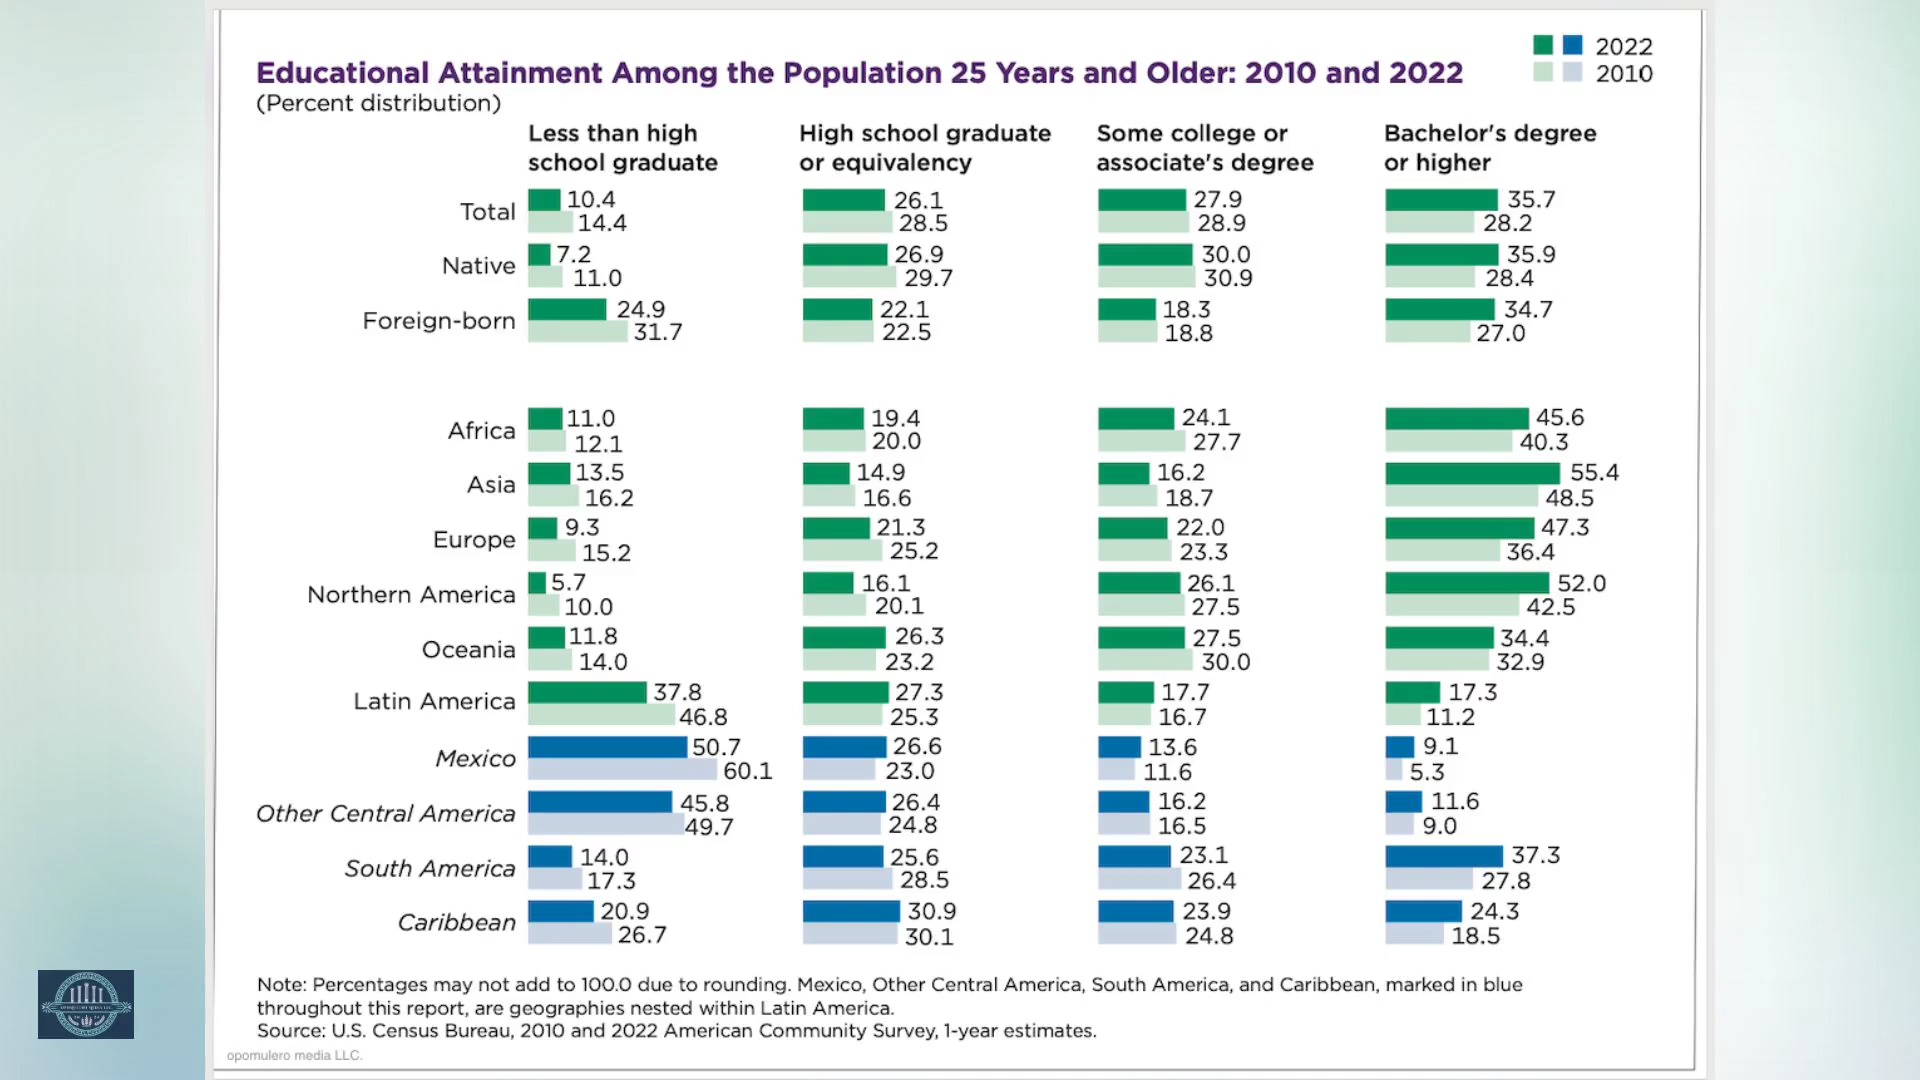 Educational Attainment Among the Population 25 Years and Older: 2010 and 2022
(Percent distribution)
2022
2010
Less than high school graduate
High school graduate or equivalency
Some college or associate's degree
Bachelor's degree or higher
Total 10.4 26.1 27.9 35.7
14.4 28.5 28.9 28.2
Native 7.2 26.9 30.0 35.9
11.0 29.7 30.9 28.4
Foreign-born 24.9 22.1 18.3 34.7
31.7 22.5 18.8 27.0
Africa 11.0 19.4 24.1 45.6
12.1 20.0 27.7 40.3
Asia 13.5 14.9 16.2 55.4
16.2 16.6 18.7 48.5
Europe 9.3 21.3 22.0 47.3
15.2 25.2 23.3 36.4
Northern America 5.7 16.1 26.1 52.0
10.0 20.1 27.5 42.5
Oceania 11.8 26.3 27.5 34.4
14.0 23.2 30.0 32.9
Latin America 37.8 27.3 17.7 17.3
46.8 25.3 16.7 11.2
Mexico 50.7 26.6 13.6 9.1
60.1 23.0 11.6 5.3
Other Central America 45.8 26.4 16.2 11.6
49.7 24.8 16.5 9.0
South America 14.0 25.6 23.1 37.3
17.3 28.5 26.4 27.8
Caribbean 20.9 30.9 23.9 24.3
26.7 30.1 24.8 18.5
Note: Percentages may not add to 100.0 due to rounding. Mexico, Other Central America, South America, and Caribbean, marked in blue
throughout this report, are geographies nested within Latin America.
Source: U.S. Census Bureau, 2010 and 2022 American Community Survey, 1-year estimates.
opomulero media LLC.